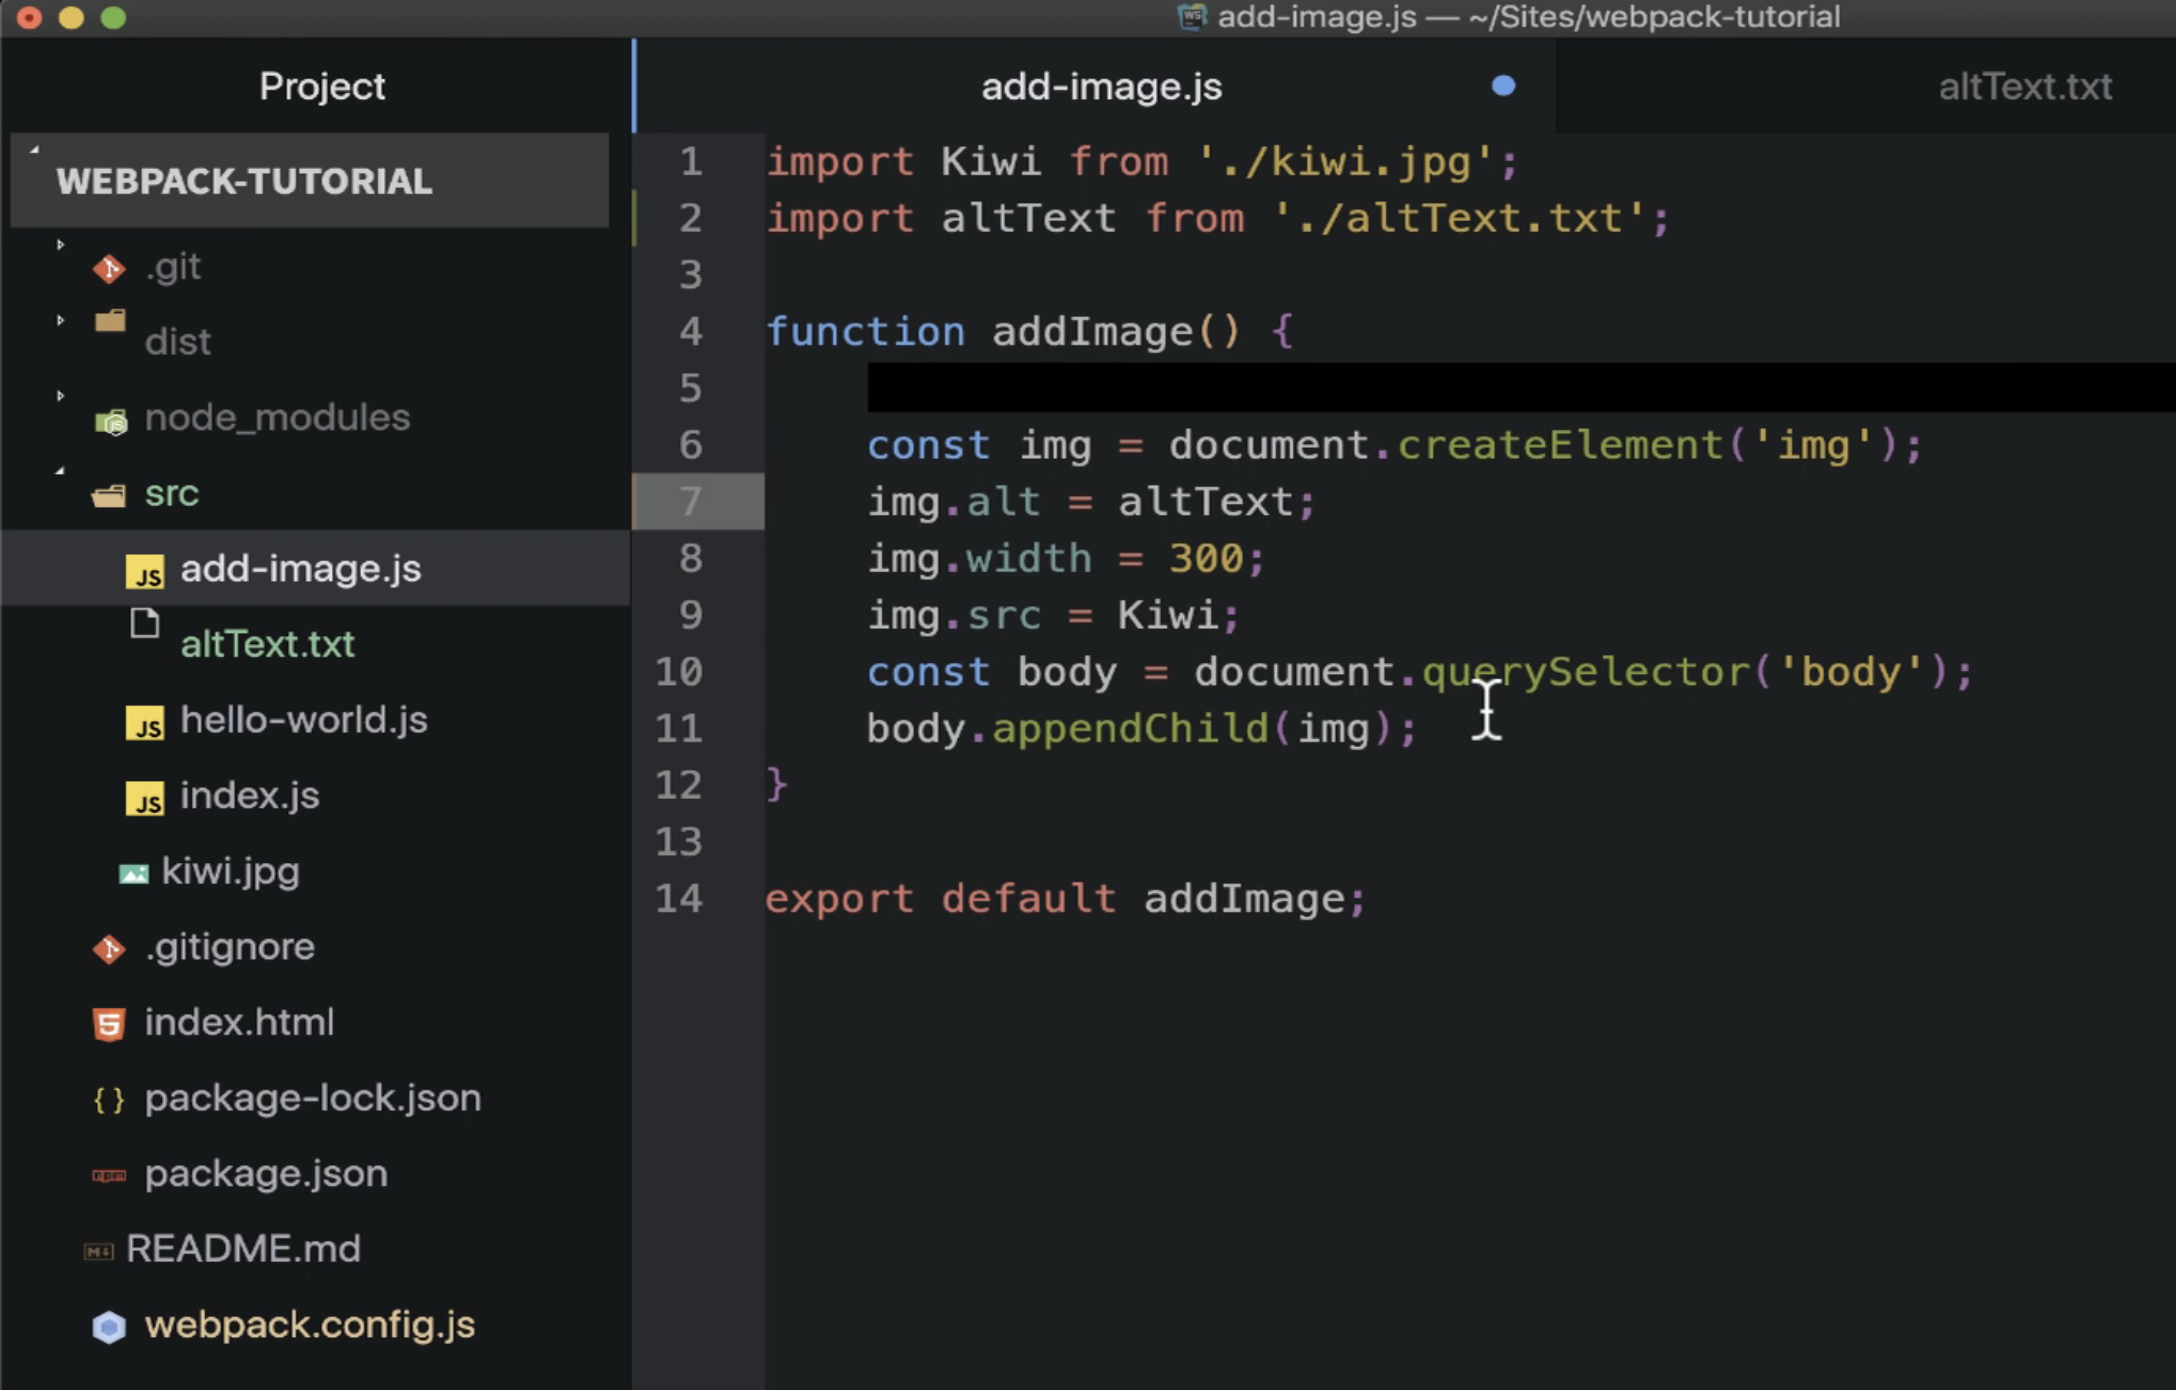 add-image.js — ~/Sites/webpack-tutorial
Project
add-image.js
altText.txt
WEBPACK-TUTORIAL
.git
dist
node_modules
src
add-image.js
altText.txt
hello-world.js
index.js
kiwi.jpg
.gitignore
index.html
package-lock.json
package.json
README.md
webpack.config.js
1 import Kiwi from './kiwi.jpg';
2 import altText from './altText.txt';
3
4 function addImage() {
5
6 const img = document.createElement('img');
7 img.alt = altText;
8 img.width = 300;
9 img.src = Kiwi;
10 const body = document.querySelector('body');
11 body.appendChild(img);
12 }
13
14 export default addImage;